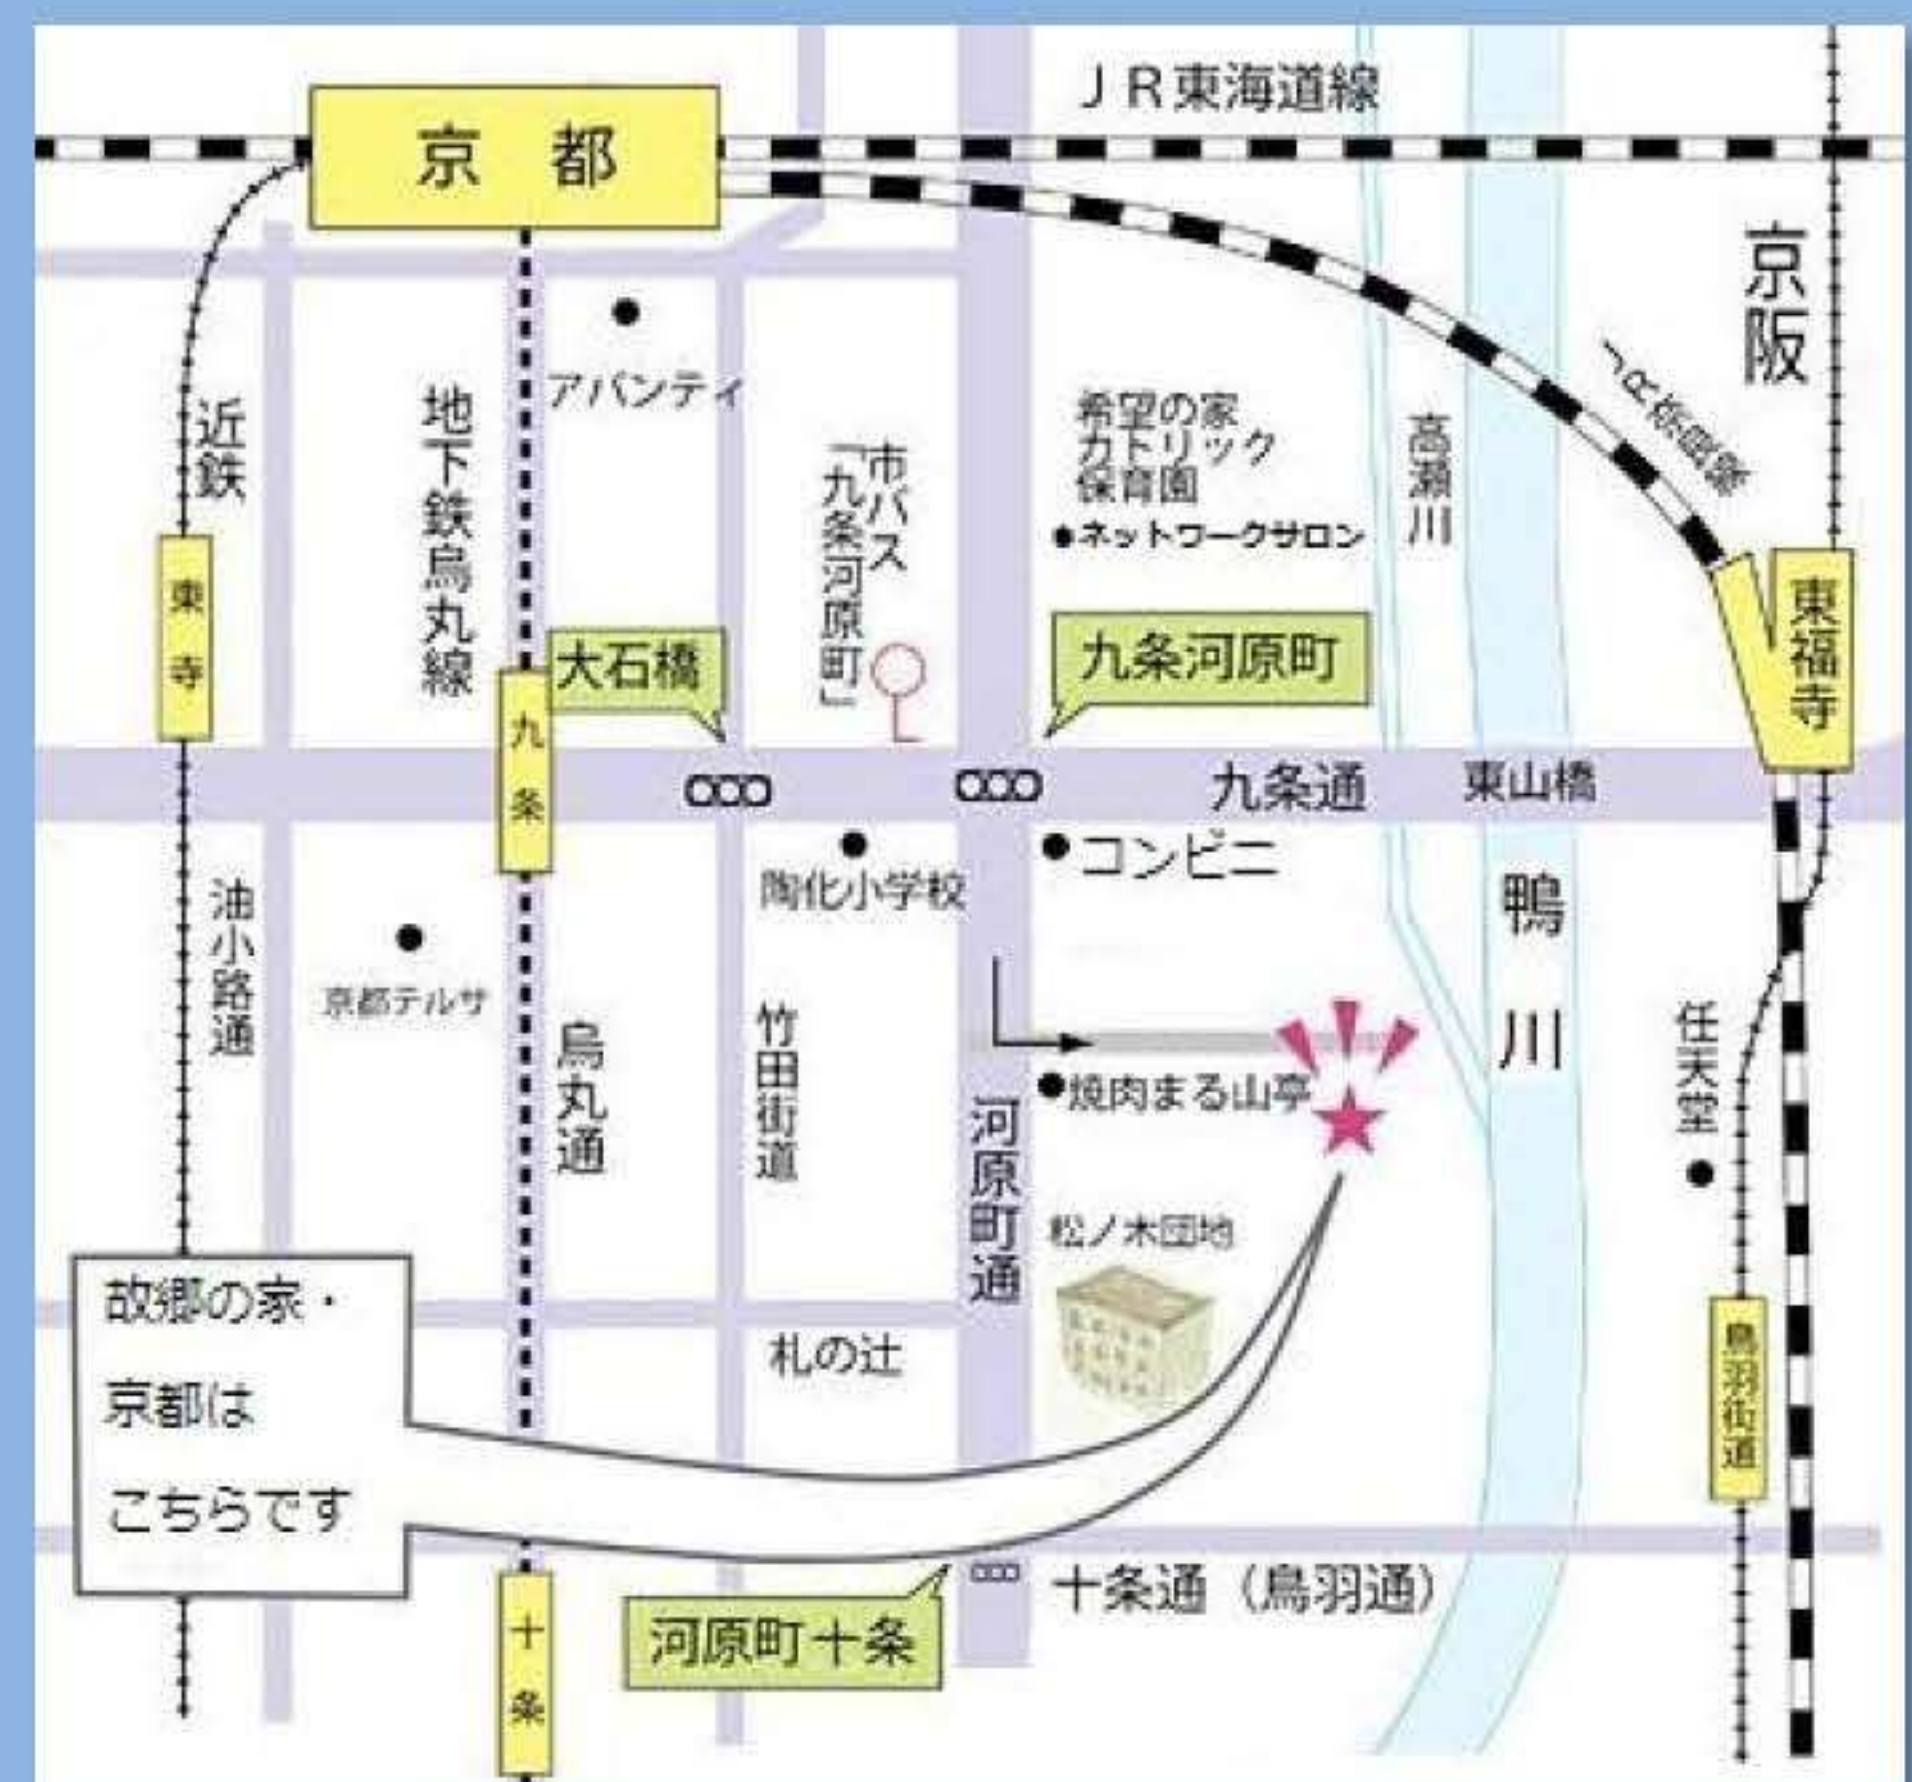 JR東海道線
京都
京阪
JR奈良線
近鉄
地下鉄烏丸線
アバンティ
市バス
「九条河原町」
希望の家
カトリック
保育園
ネットワークサロン
高瀬川
東寺
九条
大石橋
九条河原町
東福寺
九条通
東山橋
陶化小学校
コンビニ
鴨川
油小路通
京都テルサ
烏丸通
竹田街道
河原町通
焼肉まる山亭
任天堂
松ノ木団地
札の辻
鳥羽街道
故郷の家・
京都は
こちらです
十条通(鳥羽通)
河原町十条
十条